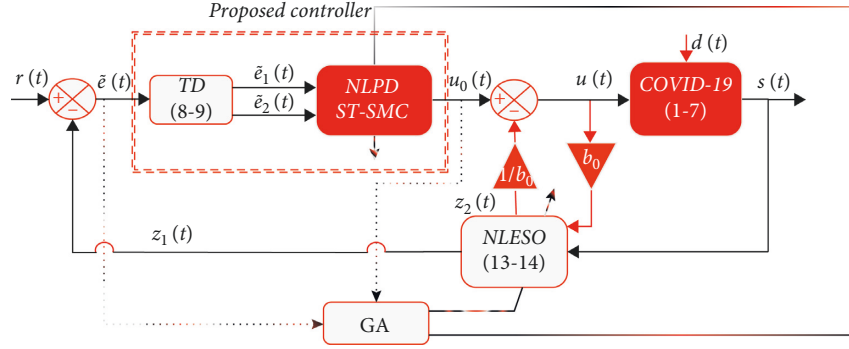 Proposed controller
r (t)
+
−
ẽ (t)
TD
(8-9)
ẽ₁ (t)
ẽ₂ (t)
NLPD
ST-SMC
u₀ (t)
+
−
u (t)
d (t)
COVID-19
(1-7)
s (t)
1/b₀
b₀
z₂ (t)
z₁ (t)
NLESO
(13-14)
GA